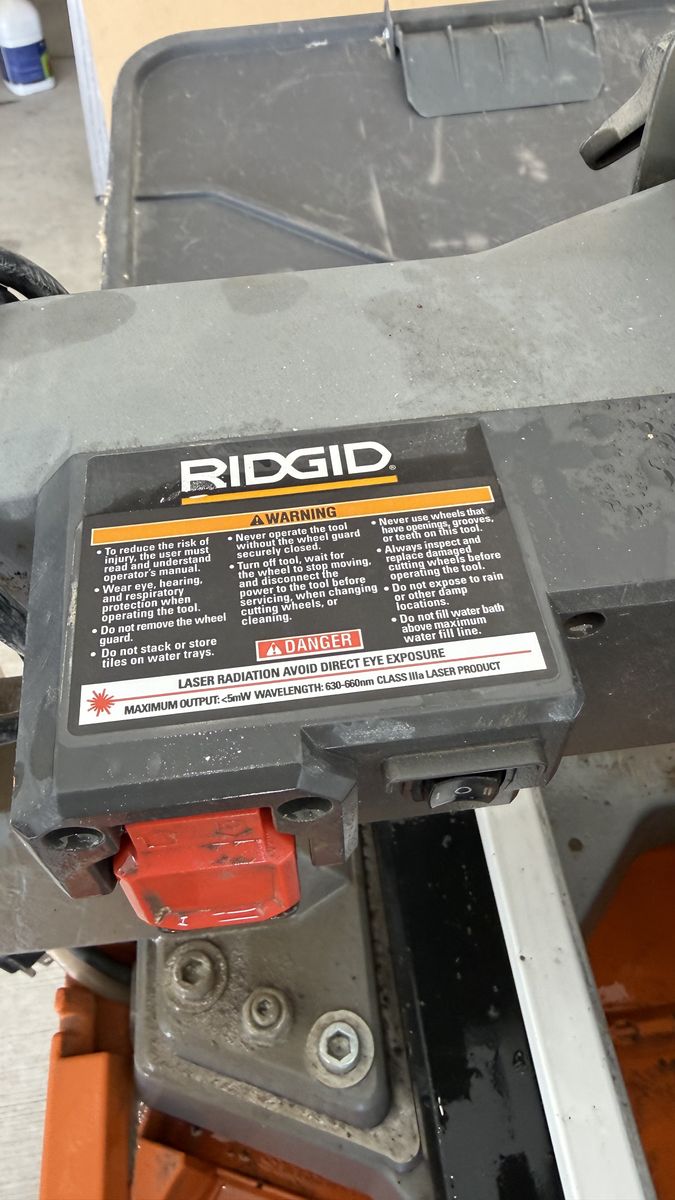 RIDGID®
WARNING
• To reduce the risk of
injury, the user must
read and understand
operator's manual.
• Wear eye, hearing,
and respiratory
protection when
operating the tool.
• Do not remove the wheel
guard.
• Do not stack or store
tiles on water trays.
• Never operate the tool
without the wheel guard
securely closed.
• Turn off tool, wait for
the wheel to stop moving,
and disconnect the
power to the tool before
servicing, when changing
cutting wheels, or
cleaning.
• Never use wheels that
have openings, grooves,
or teeth on this tool.
• Always inspect and
replace damaged
cutting wheels before
operating the tool.
• Do not expose to rain
or other damp
locations.
• Do not fill water bath
above maximum
water fill line.
DANGER
LASER RADIATION AVOID DIRECT EYE EXPOSURE
MAXIMUM OUTPUT: <5mW WAVELENGTH: 630-660nm CLASS IIIa LASER PRODUCT
O
I